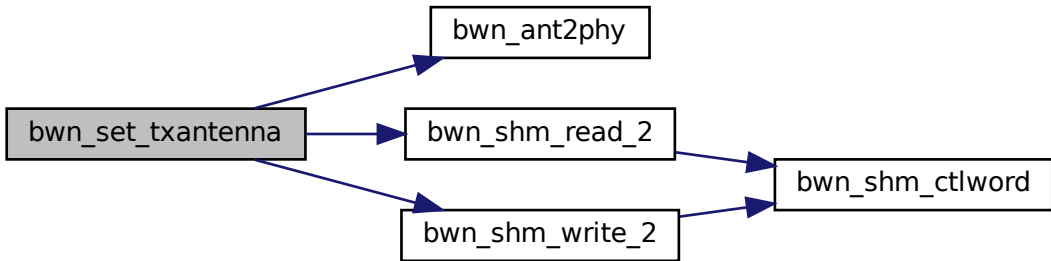 bwn_ant2phy
bwn_set_txantenna
bwn_shm_read_2
bwn_shm_ctlword
bwn_shm_write_2